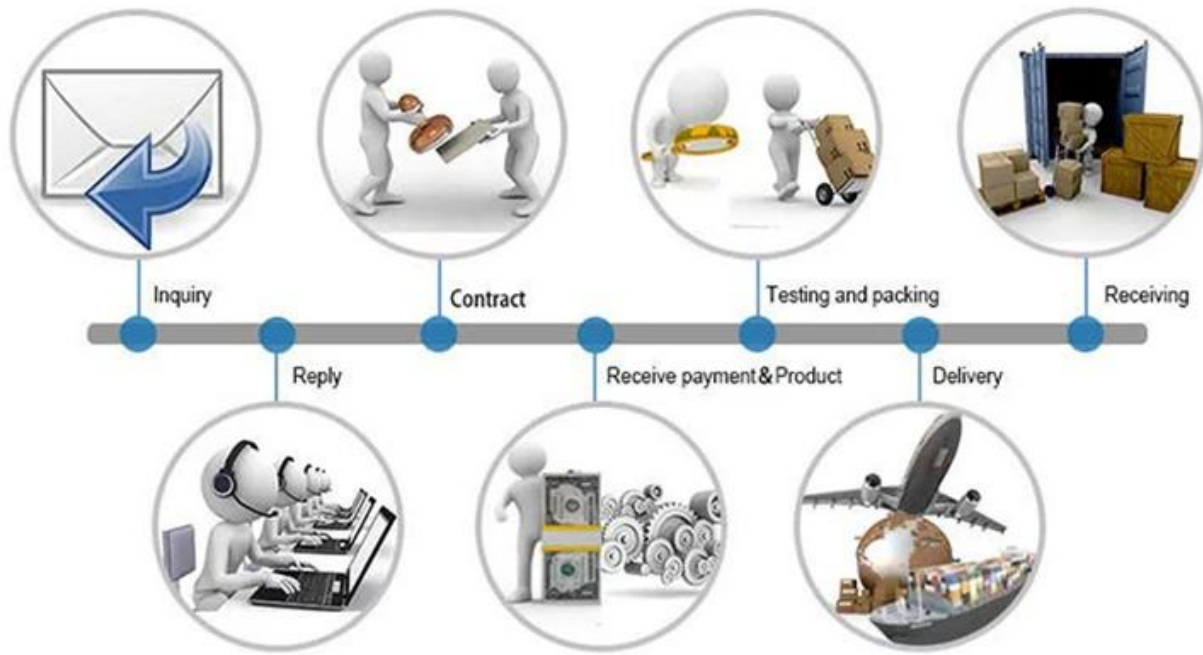 Inquiry
Contract
Testing and packing
Receiving
Reply
Receive payment&Product
Delivery